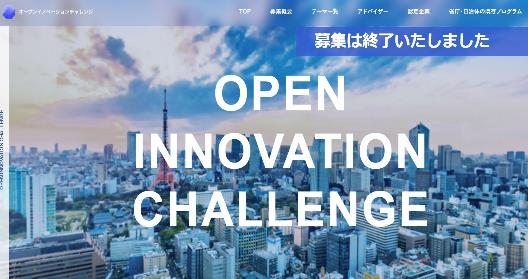 オープンイノベーションチャレンジ
TOP 募集概要 テーマ一覧 アドバイザー 認定企業
募集は終了いたしました
OPEN
INNOVATION
CHALLENGE